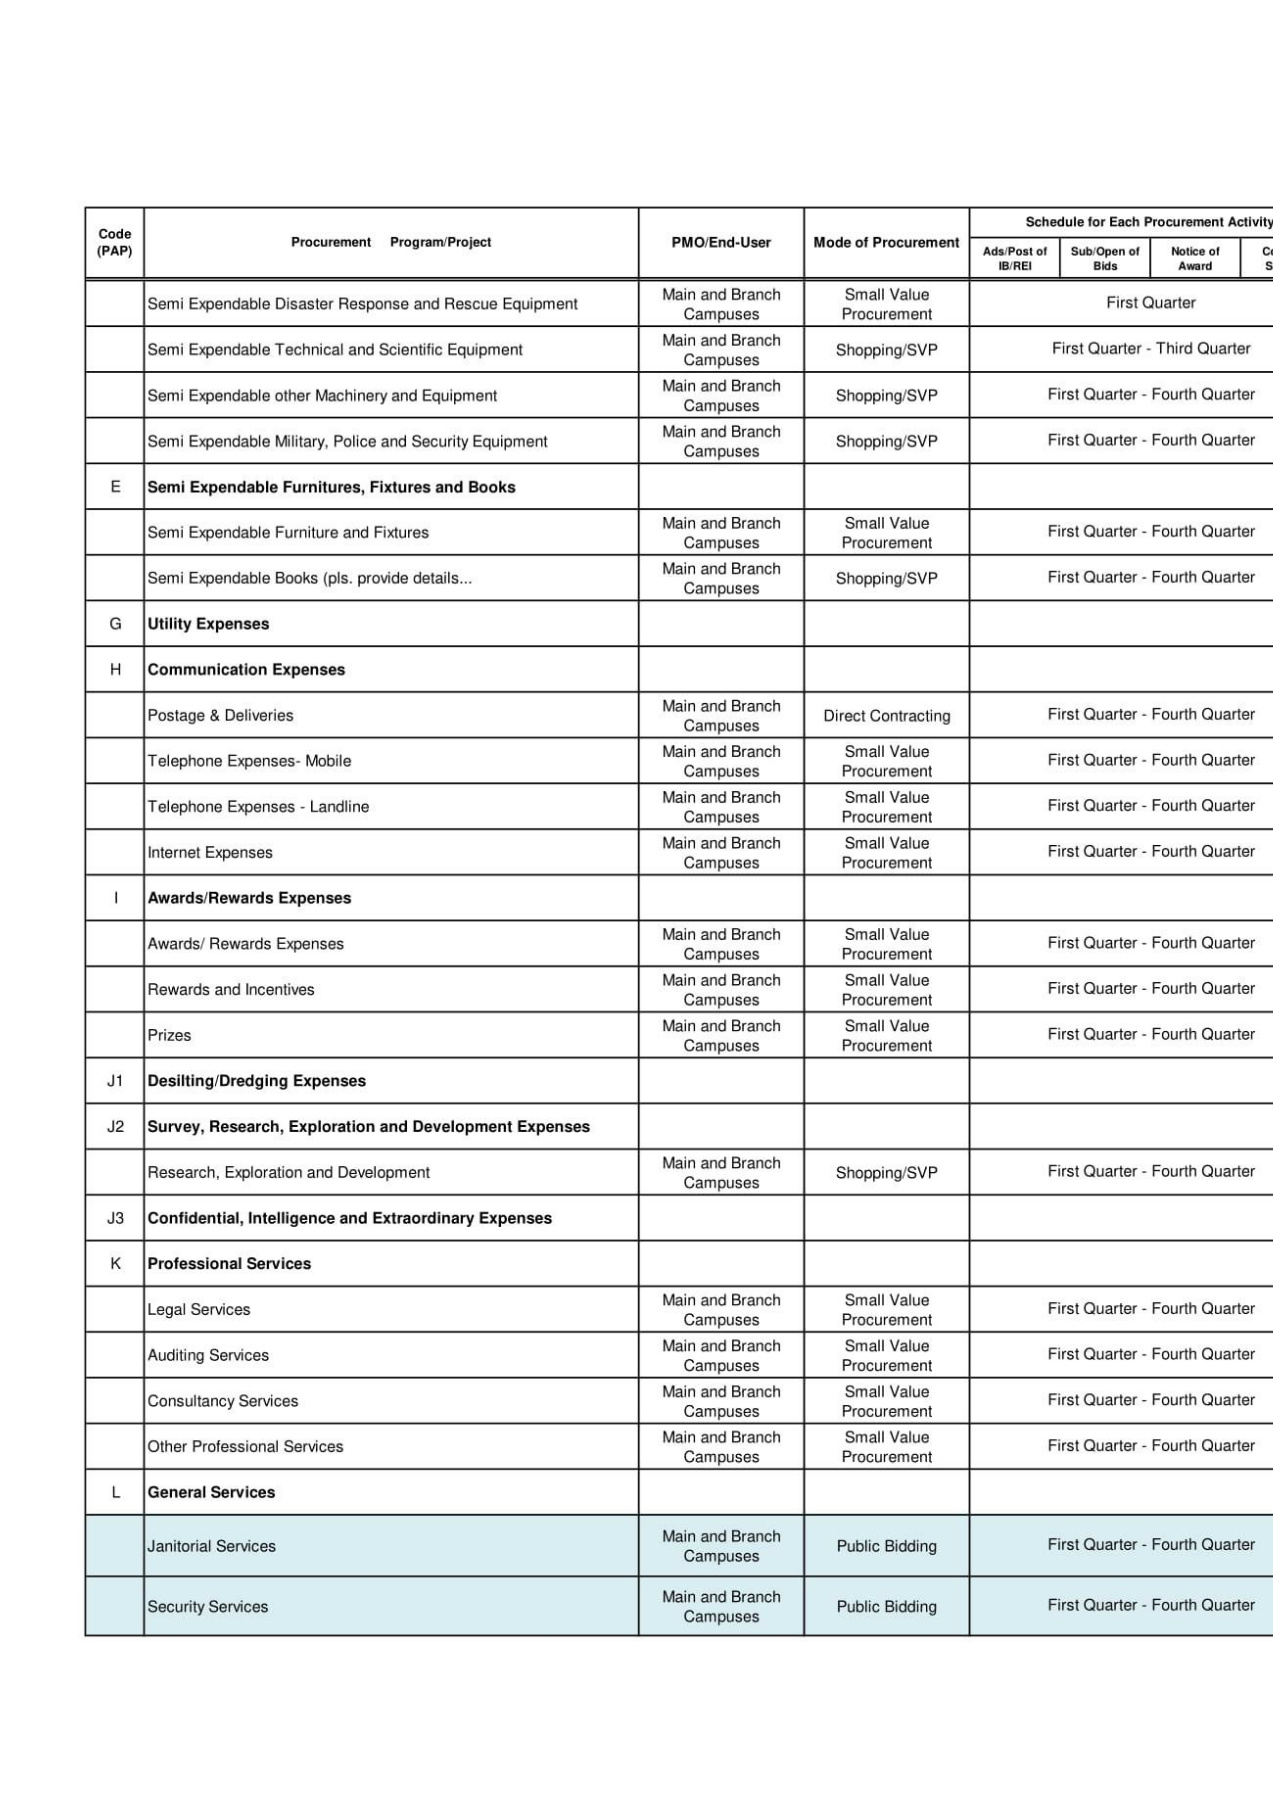 Code
(PAP)
Procurement Program/Project
PMO/End-User
Mode of Procurement
Schedule for Each Procurement Activity
Ads/Post of
IB/REI
Sub/Open of
Bids
Notice of
Award
Semi Expendable Disaster Response and Rescue Equipment
Main and Branch
Campuses
Small Value
Procurement
First Quarter
Semi Expendable Technical and Scientific Equipment
Main and Branch
Campuses
Shopping/SVP
First Quarter - Third Quarter
Semi Expendable other Machinery and Equipment
Main and Branch
Campuses
Shopping/SVP
First Quarter - Fourth Quarter
Semi Expendable Military, Police and Security Equipment
Main and Branch
Campuses
Shopping/SVP
First Quarter - Fourth Quarter
E Semi Expendable Furnitures, Fixtures and Books
Semi Expendable Furniture and Fixtures
Main and Branch
Campuses
Small Value
Procurement
First Quarter - Fourth Quarter
Semi Expendable Books (pls. provide details...
Main and Branch
Campuses
Shopping/SVP
First Quarter - Fourth Quarter
G Utility Expenses
H Communication Expenses
Postage & Deliveries
Main and Branch
Campuses
Direct Contracting
First Quarter - Fourth Quarter
Telephone Expenses- Mobile
Main and Branch
Campuses
Small Value
Procurement
First Quarter - Fourth Quarter
Telephone Expenses - Landline
Main and Branch
Campuses
Small Value
Procurement
First Quarter - Fourth Quarter
Internet Expenses
Main and Branch
Campuses
Small Value
Procurement
First Quarter - Fourth Quarter
I Awards/Rewards Expenses
Awards/ Rewards Expenses
Main and Branch
Campuses
Small Value
Procurement
First Quarter - Fourth Quarter
Rewards and Incentives
Main and Branch
Campuses
Small Value
Procurement
First Quarter - Fourth Quarter
Prizes
Main and Branch
Campuses
Small Value
Procurement
First Quarter - Fourth Quarter
J1 Desilting/Dredging Expenses
J2 Survey, Research, Exploration and Development Expenses
Research, Exploration and Development
Main and Branch
Campuses
Shopping/SVP
First Quarter - Fourth Quarter
J3 Confidential, Intelligence and Extraordinary Expenses
K Professional Services
Legal Services
Main and Branch
Campuses
Small Value
Procurement
First Quarter - Fourth Quarter
Auditing Services
Main and Branch
Campuses
Small Value
Procurement
First Quarter - Fourth Quarter
Consultancy Services
Main and Branch
Campuses
Small Value
Procurement
First Quarter - Fourth Quarter
Other Professional Services
Main and Branch
Campuses
Small Value
Procurement
First Quarter - Fourth Quarter
L General Services
Janitorial Services
Main and Branch
Campuses
Public Bidding
First Quarter - Fourth Quarter
Security Services
Main and Branch
Campuses
Public Bidding
First Quarter - Fourth Quarter